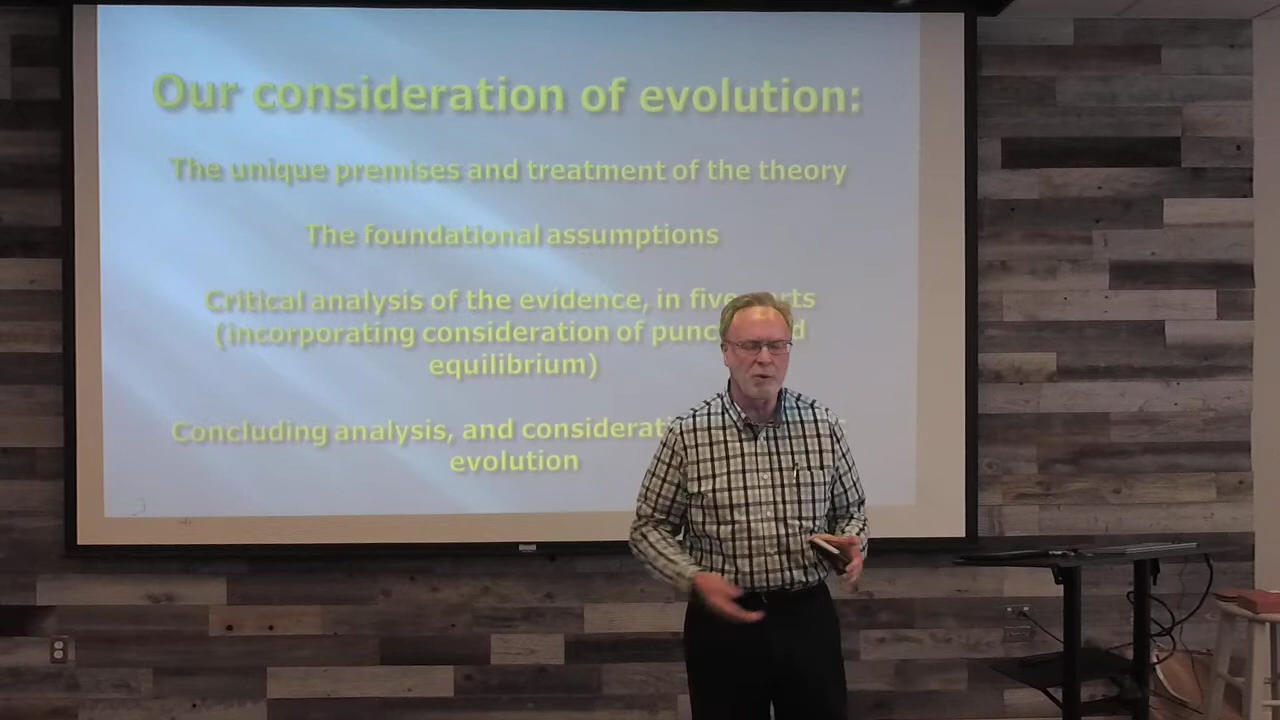 Our consideration of evolution:
The unique premises and treatment of the theory
The foundational assumptions
Critical analysis of the evidence, in five
(incorporating consideration of
equilibrium)
Concluding analysis, and
evolution